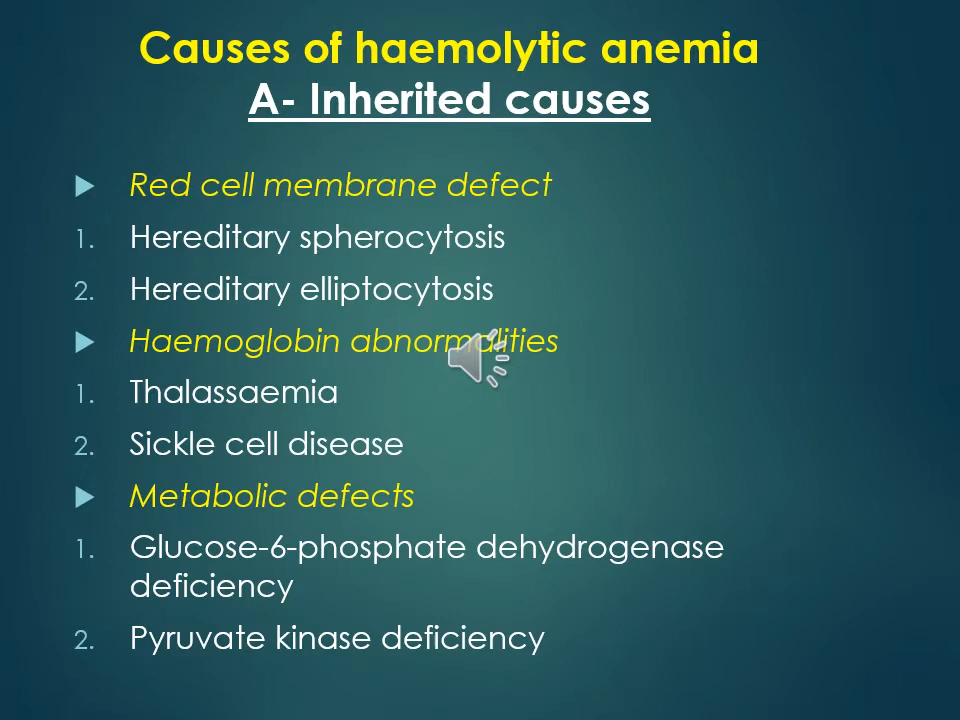 Causes of haemolytic anemia
A- Inherited causes
Red cell membrane defect
1. Hereditary spherocytosis
2. Hereditary elliptocytosis
Haemoglobin abnormalities
1. Thalassaemia
2. Sickle cell disease
Metabolic defects
1. Glucose-6-phosphate dehydrogenase
deficiency
2. Pyruvate kinase deficiency